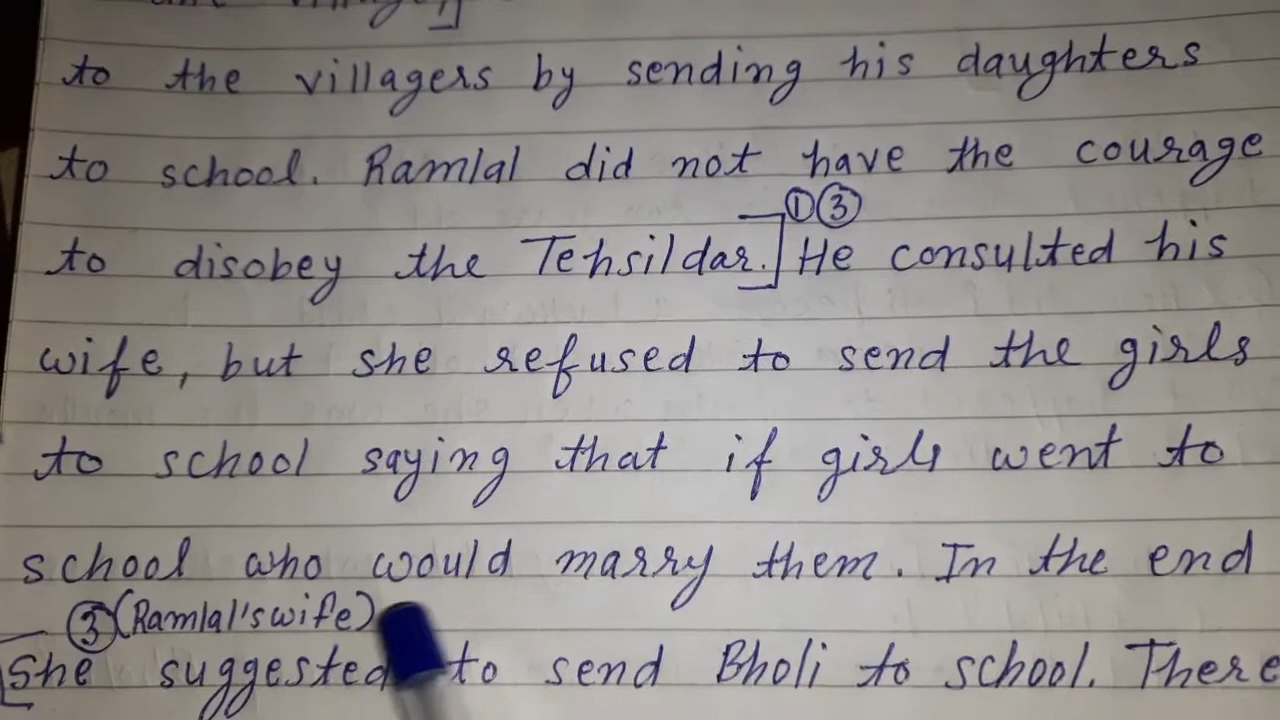 to the villagers by sending his daughters
to school. Ramlal did not have the courage
①③
to disobey the Tehsildar.] He consulted his
wife, but she refused to send the girls
to school saying that if girls went to
school who would marry them. In the end
③(Ramlal's wife)
[She suggested to send Bholi to school. There